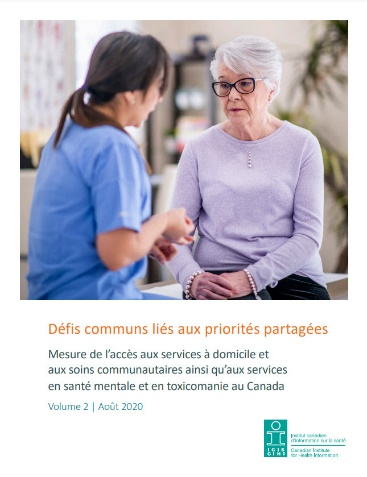 Défis communs liés aux priorités partagées
Mesure de l’accès aux services à domicile et
aux soins communautaires ainsi qu’aux services
en santé mentale et en toxicomanie au Canada
Volume 2 | Août 2020
ICIS
CIHI
Institut canadien
d’information sur la santé
Canadian Institute
for Health Information